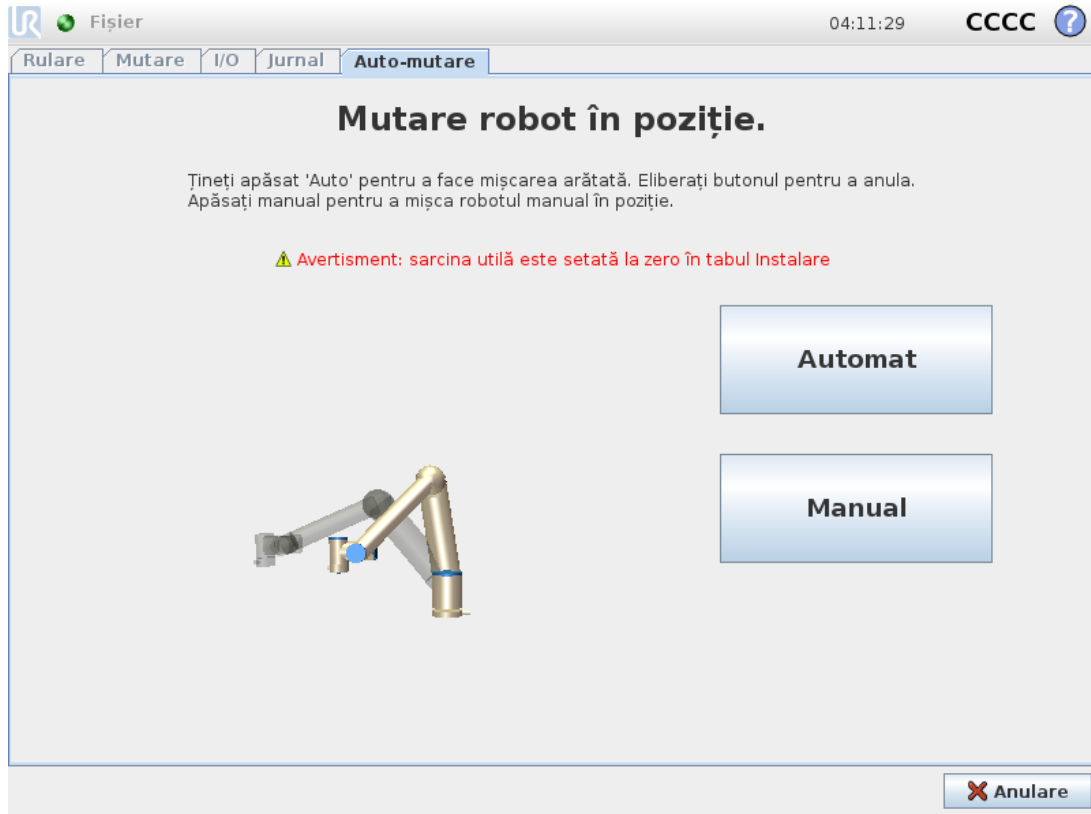 UR
Fișier
04:11:29
CCCC
?
Rulare
Mutare
I/O
Jurnal
Auto-mutare
Mutare robot în poziție.
Țineți apăsat 'Auto' pentru a face mișcarea arătată. Eliberați butonul pentru a anula.
Apăsați manual pentru a mișca robotul manual în poziție.
Avertisment: sarcina utilă este setată la zero în tabul Instalare
Automat
Manual
Anulare